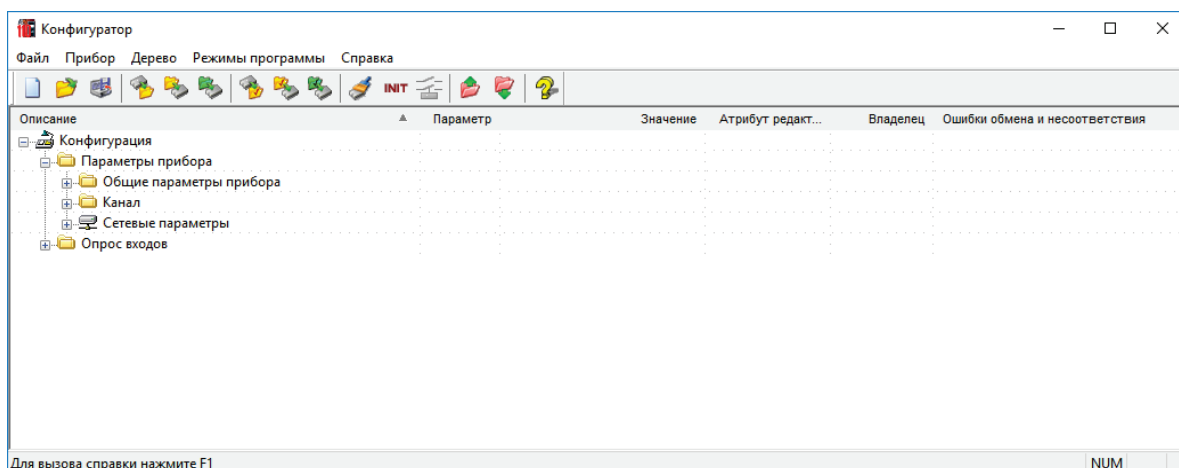 Конфигуратор
Файл Прибор Дерево Режимы программы Справка
INIT
Описание Параметр Значение Атрибут редакт... Владелец Ошибки обмена и несоответствия
Конфигурация
Параметры прибора
Общие параметры прибора
Канал
Сетевые параметры
Опрос входов
Для вызова справки нажмите F1 NUM